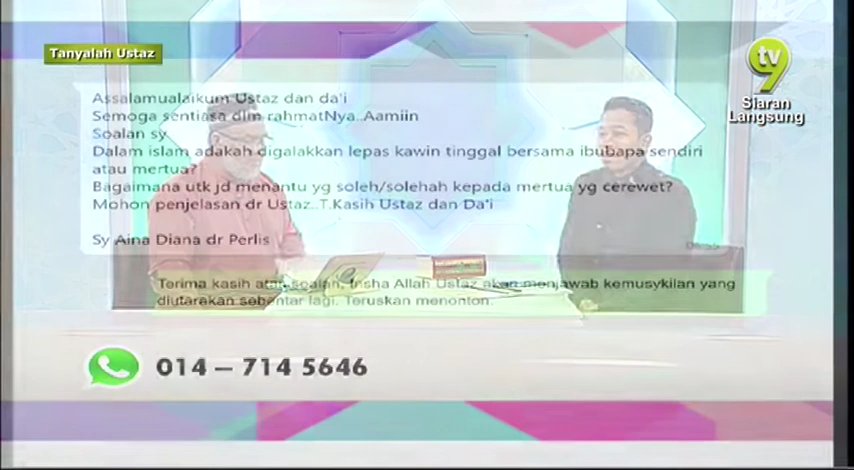 Tanyalah Ustaz
tv
9
Siaran
Langsung
Assalamualaikum Ustaz dan da'i
Semoga sentiasa dlm rahmatNya..Aamiin
Soalan sy
Dalam islam adakah digalakkan lepas kawin tinggal bersama ibubapa sendiri
atau mertua?
Bagaimana utk jd menantu yg soleh/solehah kepada mertua yg cerewet?
Mohon penjelasan dr Ustaz..T.Kasih Ustaz dan Da'i
Sy Aina Diana dr Perlis
Terima kasih atas soalan, Insha Allah Ustaz akan menjawab kemusykilan yang
diutarakan sebentar lagi. Teruskan menonton.
014 – 714 5646